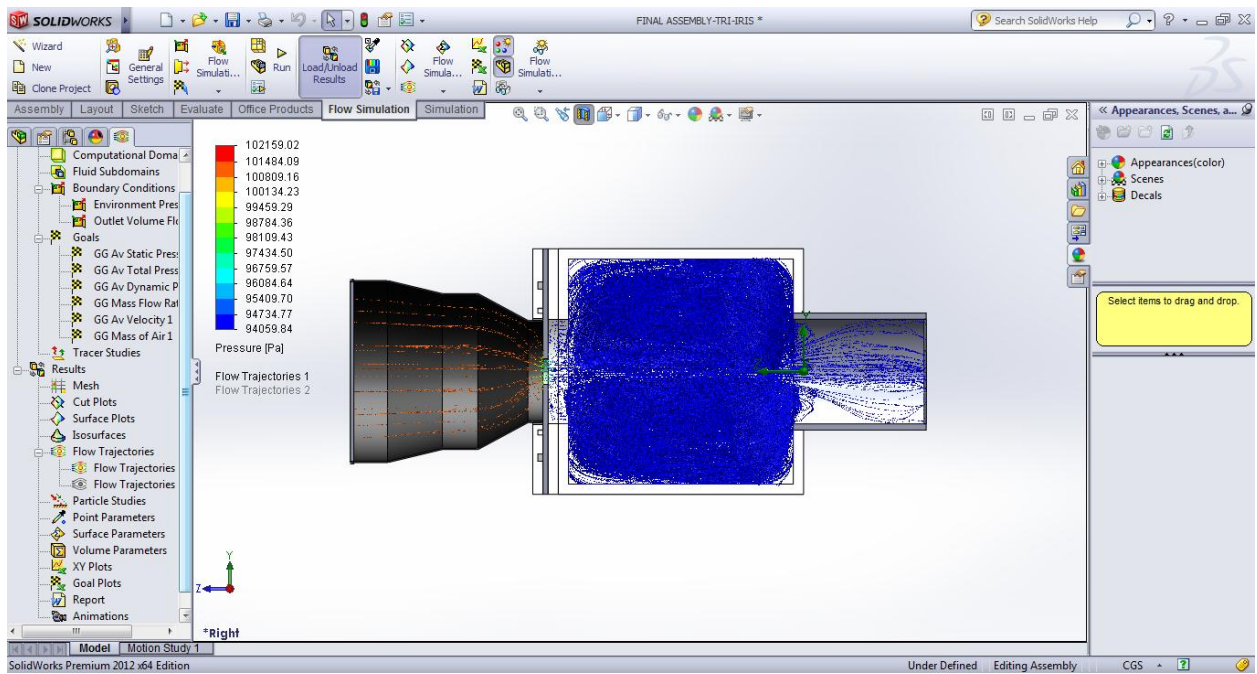 SOLIDWORKS
FINAL ASSEMBLY-TRI-IRIS *
Search SolidWorks Help
Wizard
New
Clone Project
General Settings
Flow Simulati...
Run
Load/Unload Results
Flow Simula...
Flow Simulati...
Assembly Layout Sketch Evaluate Office Products Flow Simulation Simulation
Computational Doma
Fluid Subdomains
Boundary Conditions
Environment Pres
Outlet Volume Flo
Goals
GG Av Static Press
GG Av Total Press
GG Av Dynamic P
GG Mass Flow Rat
GG Av Velocity 1
GG Mass of Air 1
Tracer Studies
Results
Mesh
Cut Plots
Surface Plots
Isosurfaces
Flow Trajectories
Flow Trajectories
Flow Trajectories
Particle Studies
Point Parameters
Surface Parameters
Volume Parameters
XY Plots
Goal Plots
Report
Animations
102159.02
101484.09
100809.16
100134.23
99459.29
98784.36
98109.43
97434.50
96759.57
96084.64
95409.70
94734.77
94059.84
Pressure [Pa]
Flow Trajectories 1
Flow Trajectories 2
Y
Y
Z
*Right
« Appearances, Scenes, a...
Appearances(color)
Scenes
Decals
Select items to drag and drop.
Model Motion Study 1
SolidWorks Premium 2012 x64 Edition
Under Defined Editing Assembly CGS